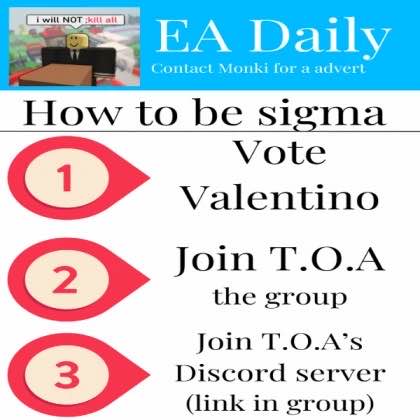 i will NOT ;kill all
EA Daily
Contact Monki for a advert
How to be sigma
1
Vote
Valentino
2
Join T.O.A
the group
3
Join T.O.A’s
Discord server
(link in group)